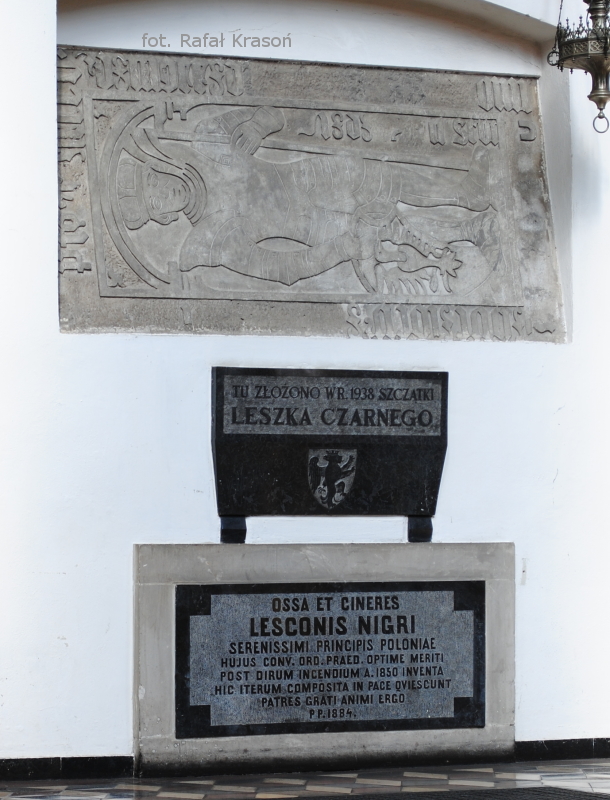 fot. Rafał Krasoń
TU ZŁOŻONO W R. 1938 SZCZĄTKI
LESZKA CZARNEGO
OSSA ET CINERES
LESCONIS NIGRI
SERENISSIMI PRINCIPIS POLONIAE
HUJUS CONV. ORD. PRAED. OPTIME MERITI
POST DIRUM INCENDIUM A. 1850 INVENTA
HIC ITERUM COMPOSITA IN PACE QVIESCUNT
PATRES GRATI ANIMI ERGO
P P. 1884.